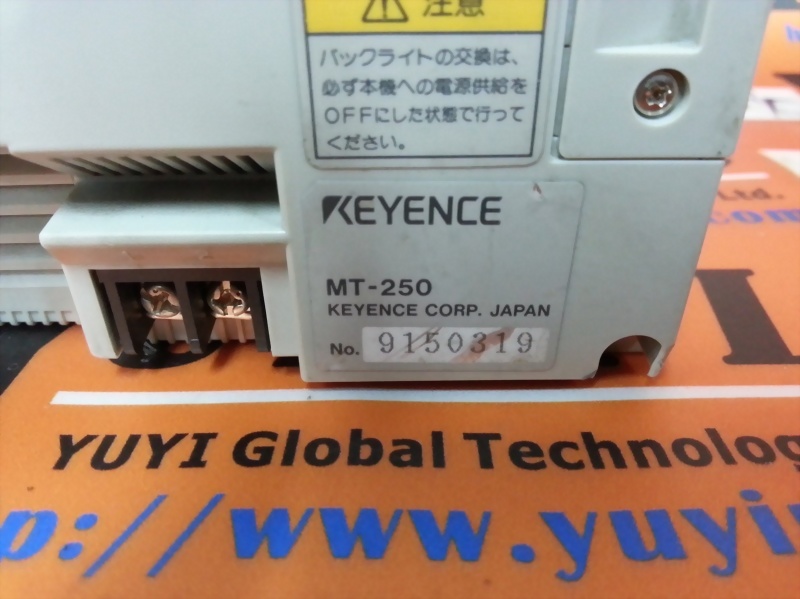 注意
バックライトの交換は、
必ず本機への電源供給を
OFFにした状態で行って
ください。
KEYENCE
MT-250
KEYENCE CORP. JAPAN
No. 9150319
Ltd.
com
YUYI Global Technolog
p://www.yuyi